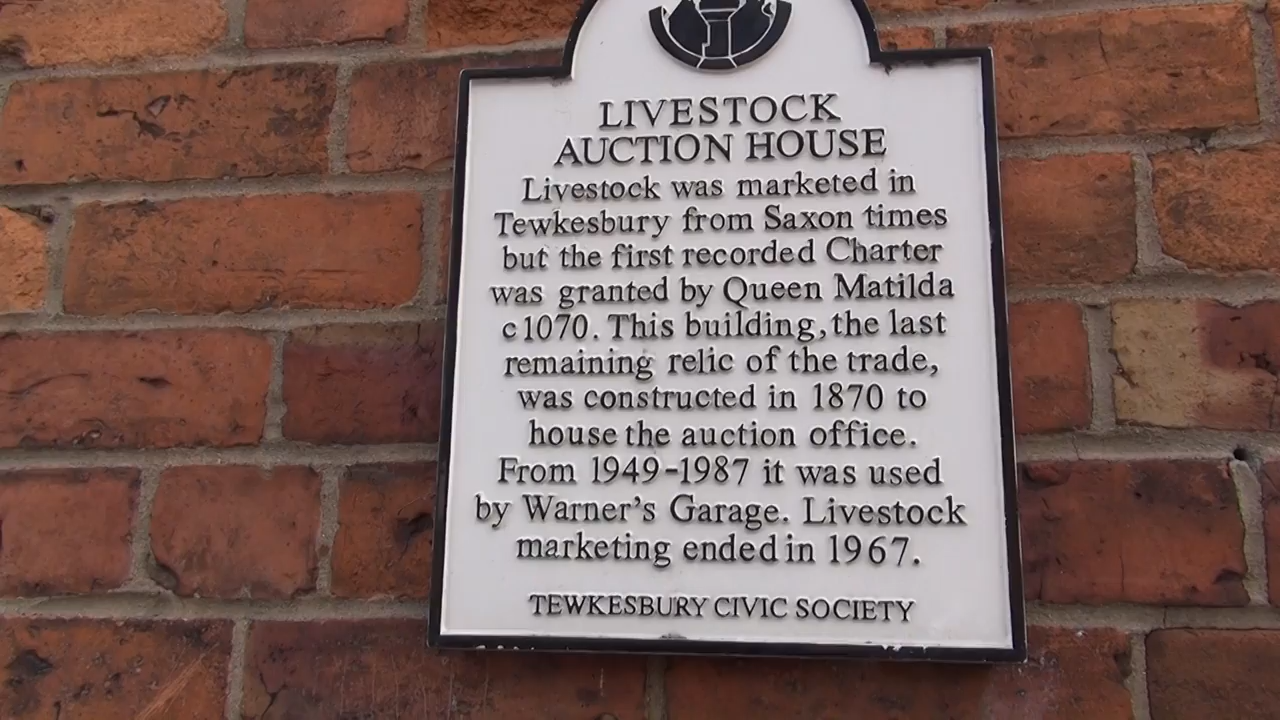 LIVESTOCK
AUCTION HOUSE
Livestock was marketed in
Tewkesbury from Saxon times
but the first recorded Charter
was granted by Queen Matilda
c1070. This building, the last
remaining relic of the trade,
was constructed in 1870 to
house the auction office.
From 1949-1987 it was used
by Warner's Garage. Livestock
marketing ended in 1967.
TEWKESBURY CIVIC SOCIETY